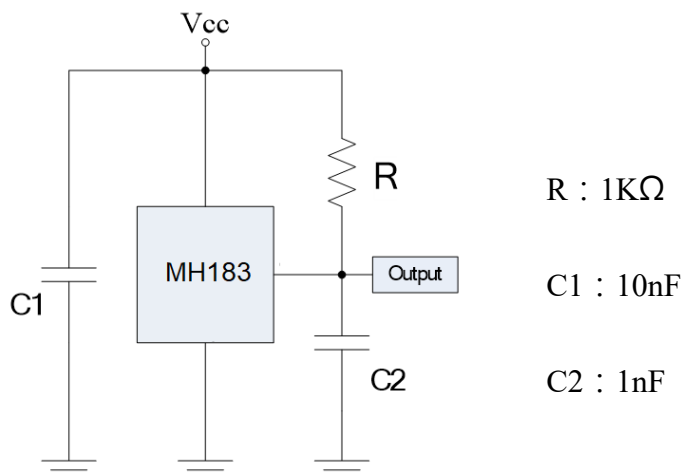 Vcc
R
R：1KΩ
MH183
Output
C1
C1：10nF
C2
C2：1nF